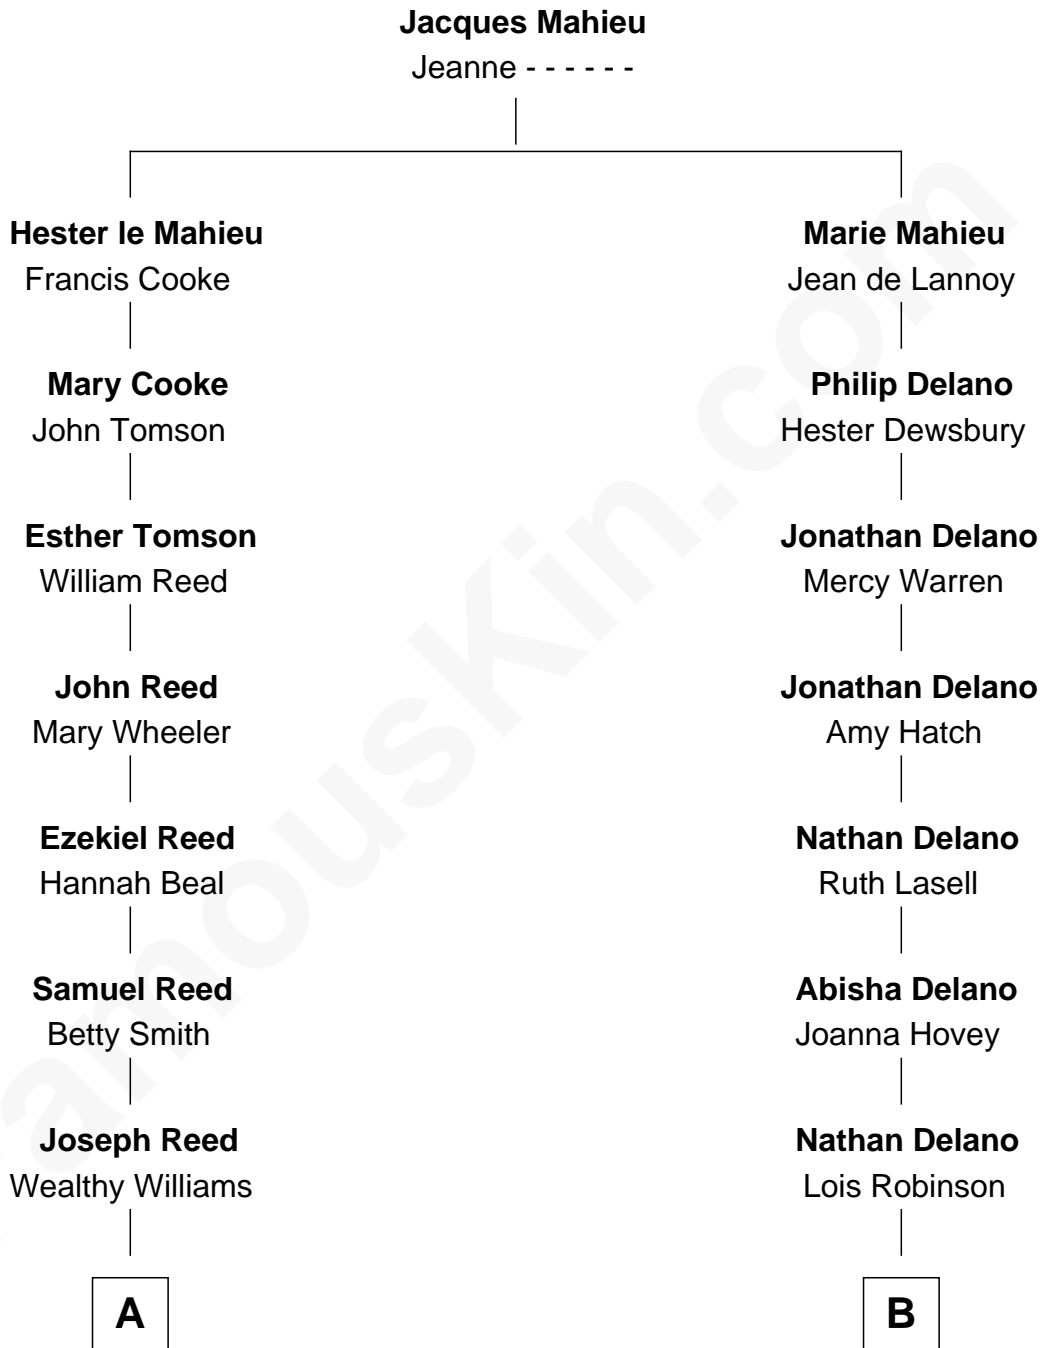 Jacques Mahieu
Jeanne - - - - - -
Hester le Mahieu
Francis Cooke
Marie Mahieu
Jean de Lannoy
Mary Cooke
John Tomson
Philip Delano
Hester Dewsbury
Esther Tomson
William Reed
Jonathan Delano
Mercy Warren
John Reed
Mary Wheeler
Jonathan Delano
Amy Hatch
Ezekiel Reed
Hannah Beal
Nathan Delano
Ruth Lasell
Samuel Reed
Betty Smith
Abisha Delano
Joanna Hovey
Joseph Reed
Wealthy Williams
Nathan Delano
Lois Robinson
A
B
amousKin.com